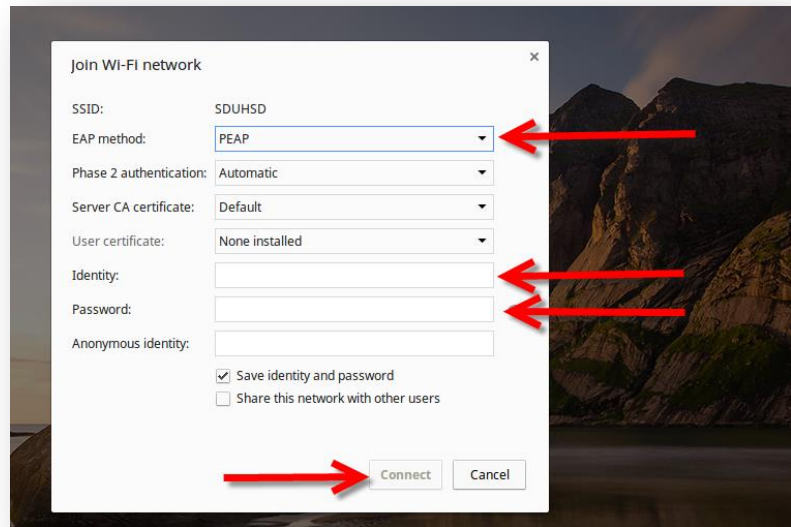 Join Wi-Fi network
SSID: SDUHSD
EAP method: PEAP
Phase 2 authentication: Automatic
Server CA certificate: Default
User certificate: None installed
Identity:
Password:
Anonymous identity:
Save identity and password
Share this network with other users
Connect Cancel